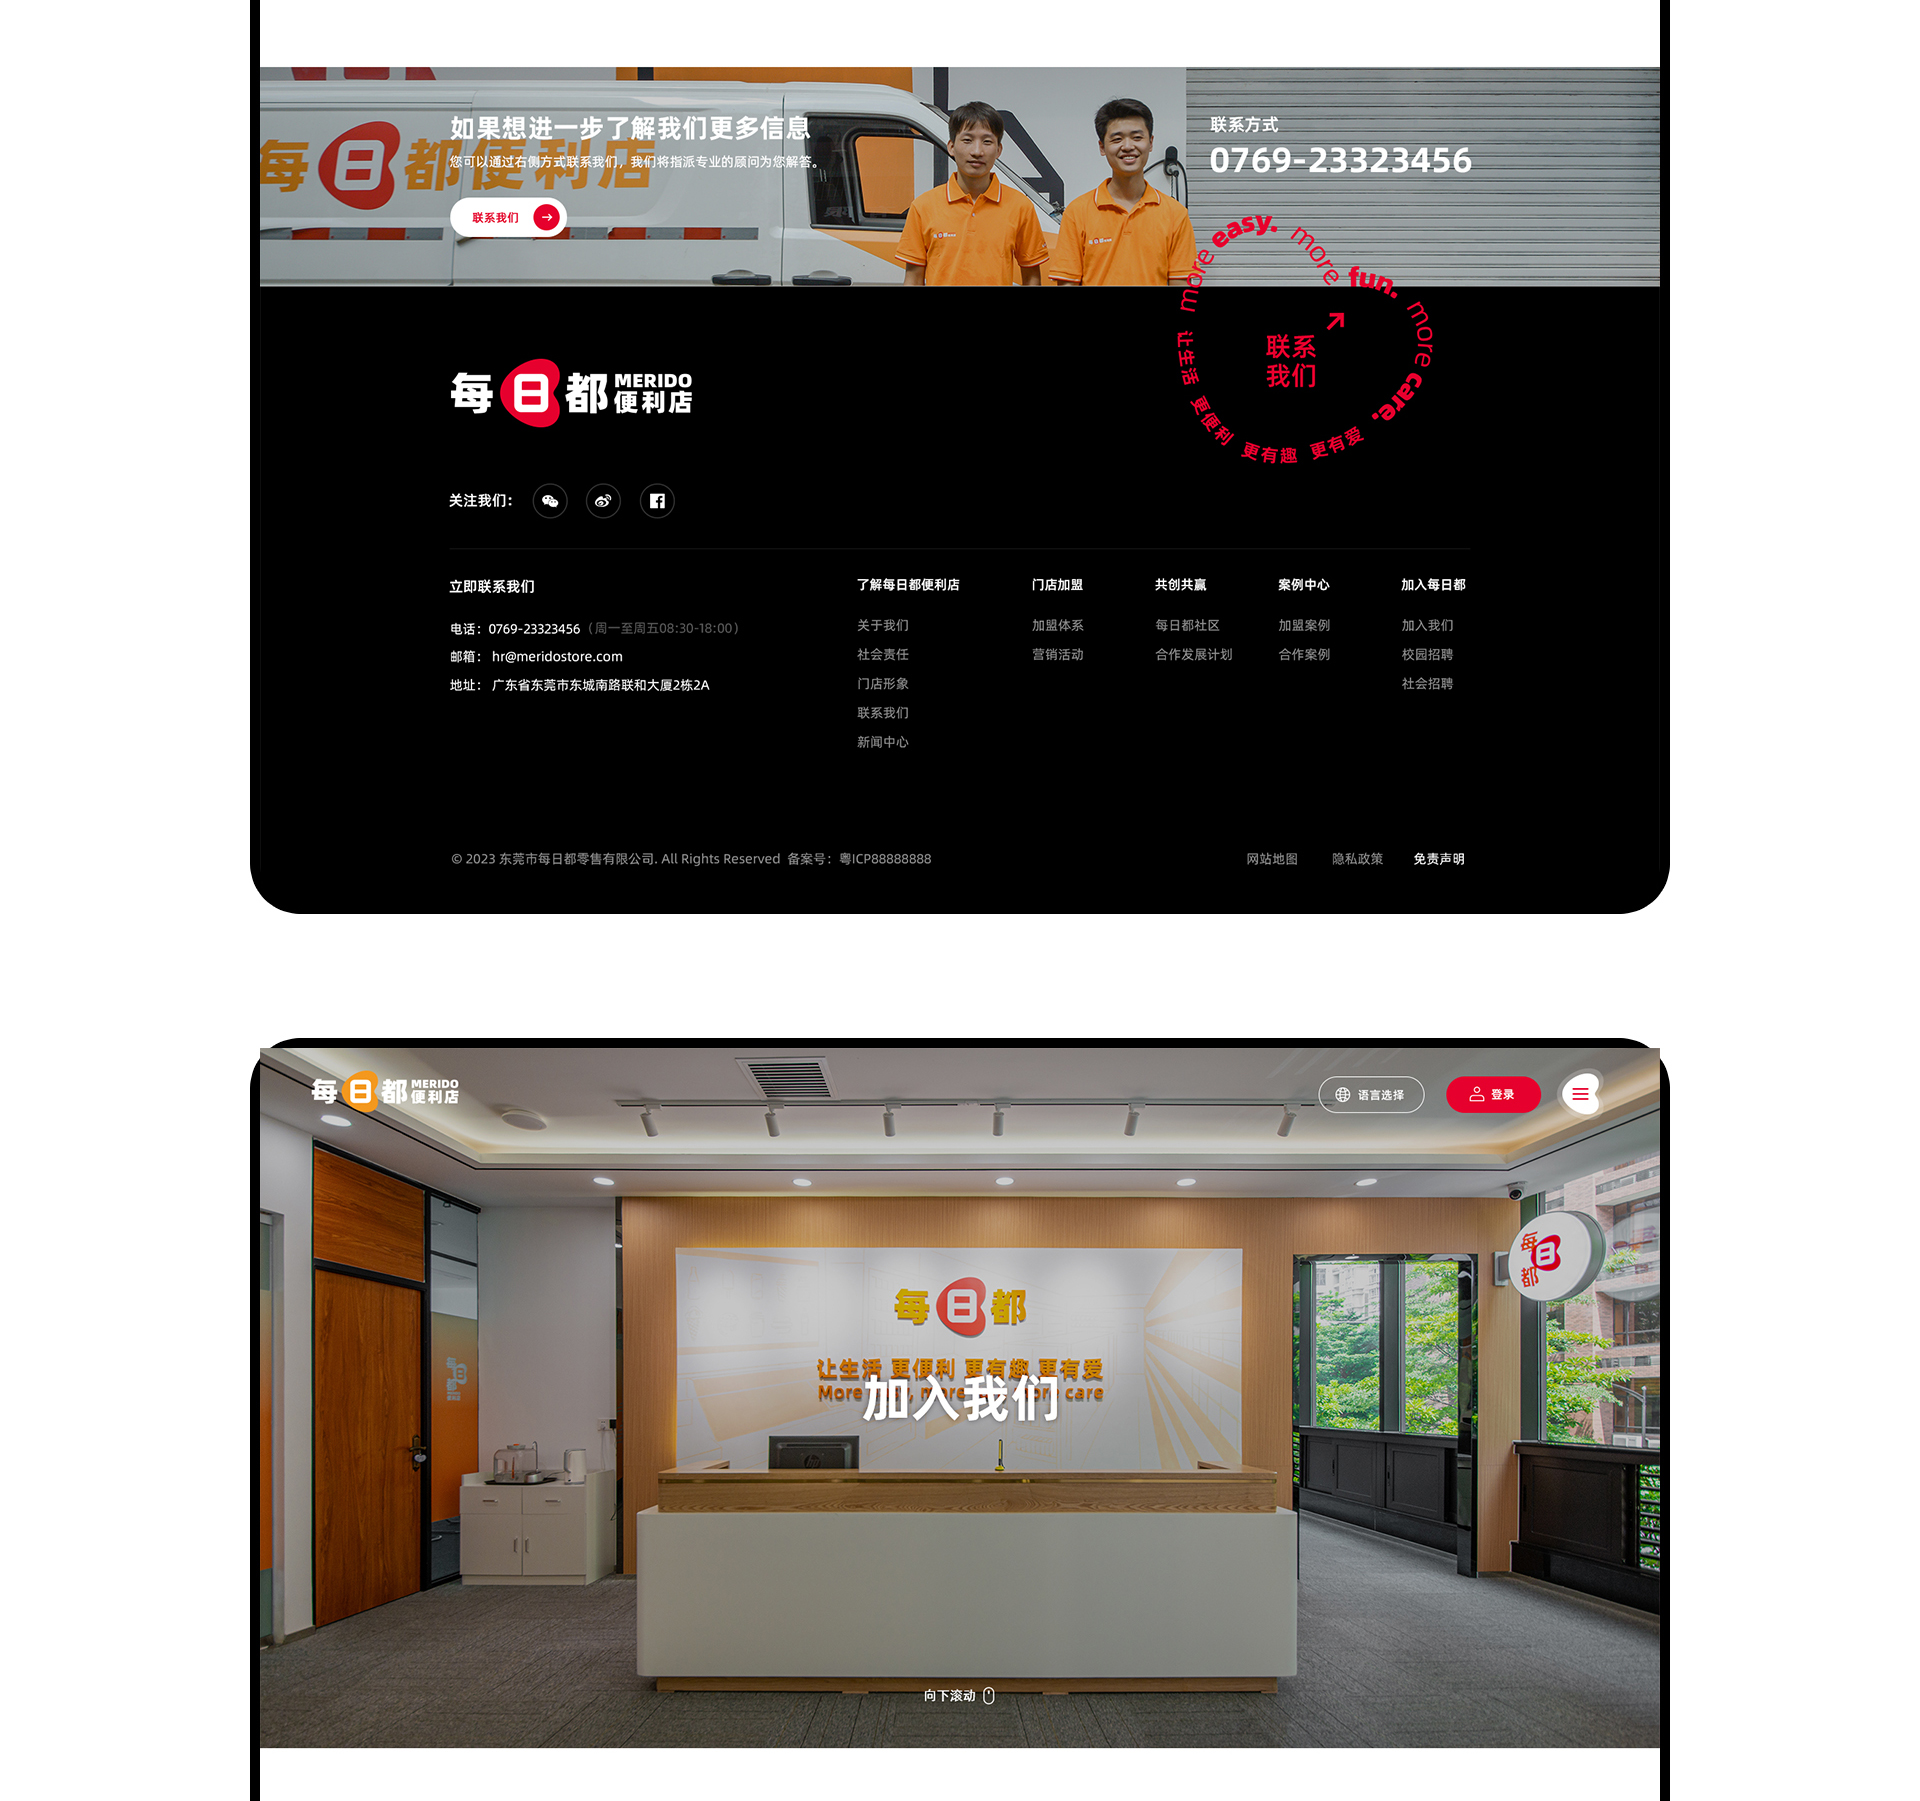 每日都便利店
如果想进一步了解我们更多信息
您可以通过右侧方式联系我们，我们将指派专业的顾问为您解答。
联系我们
联系方式
0769-23323456
more easy. more fun. more care.
让生活 更便利 更有趣 更有爱
联系
我们
每日都 MERIDO
便利店
关注我们：
立即联系我们
电话：0769-23323456（周一至周五08:30-18:00）
邮箱： hr@meridostore.com
地址： 广东省东莞市东城南路联和大厦2栋2A
了解每日都便利店
关于我们
社会责任
门店形象
联系我们
新闻中心
门店加盟
加盟体系
营销活动
共创共赢
每日都社区
合作发展计划
案例中心
加盟案例
合作案例
加入每日都
加入我们
校园招聘
社会招聘
© 2023 东莞市每日都零售有限公司. All Rights Reserved 备案号：粤ICP88888888
网站地图
隐私政策
免责声明
每日都 MERIDO
便利店
语言选择
登录
每日都
每日都
让生活 更便利 更有趣 更有爱
More care
加入我们
向下滚动